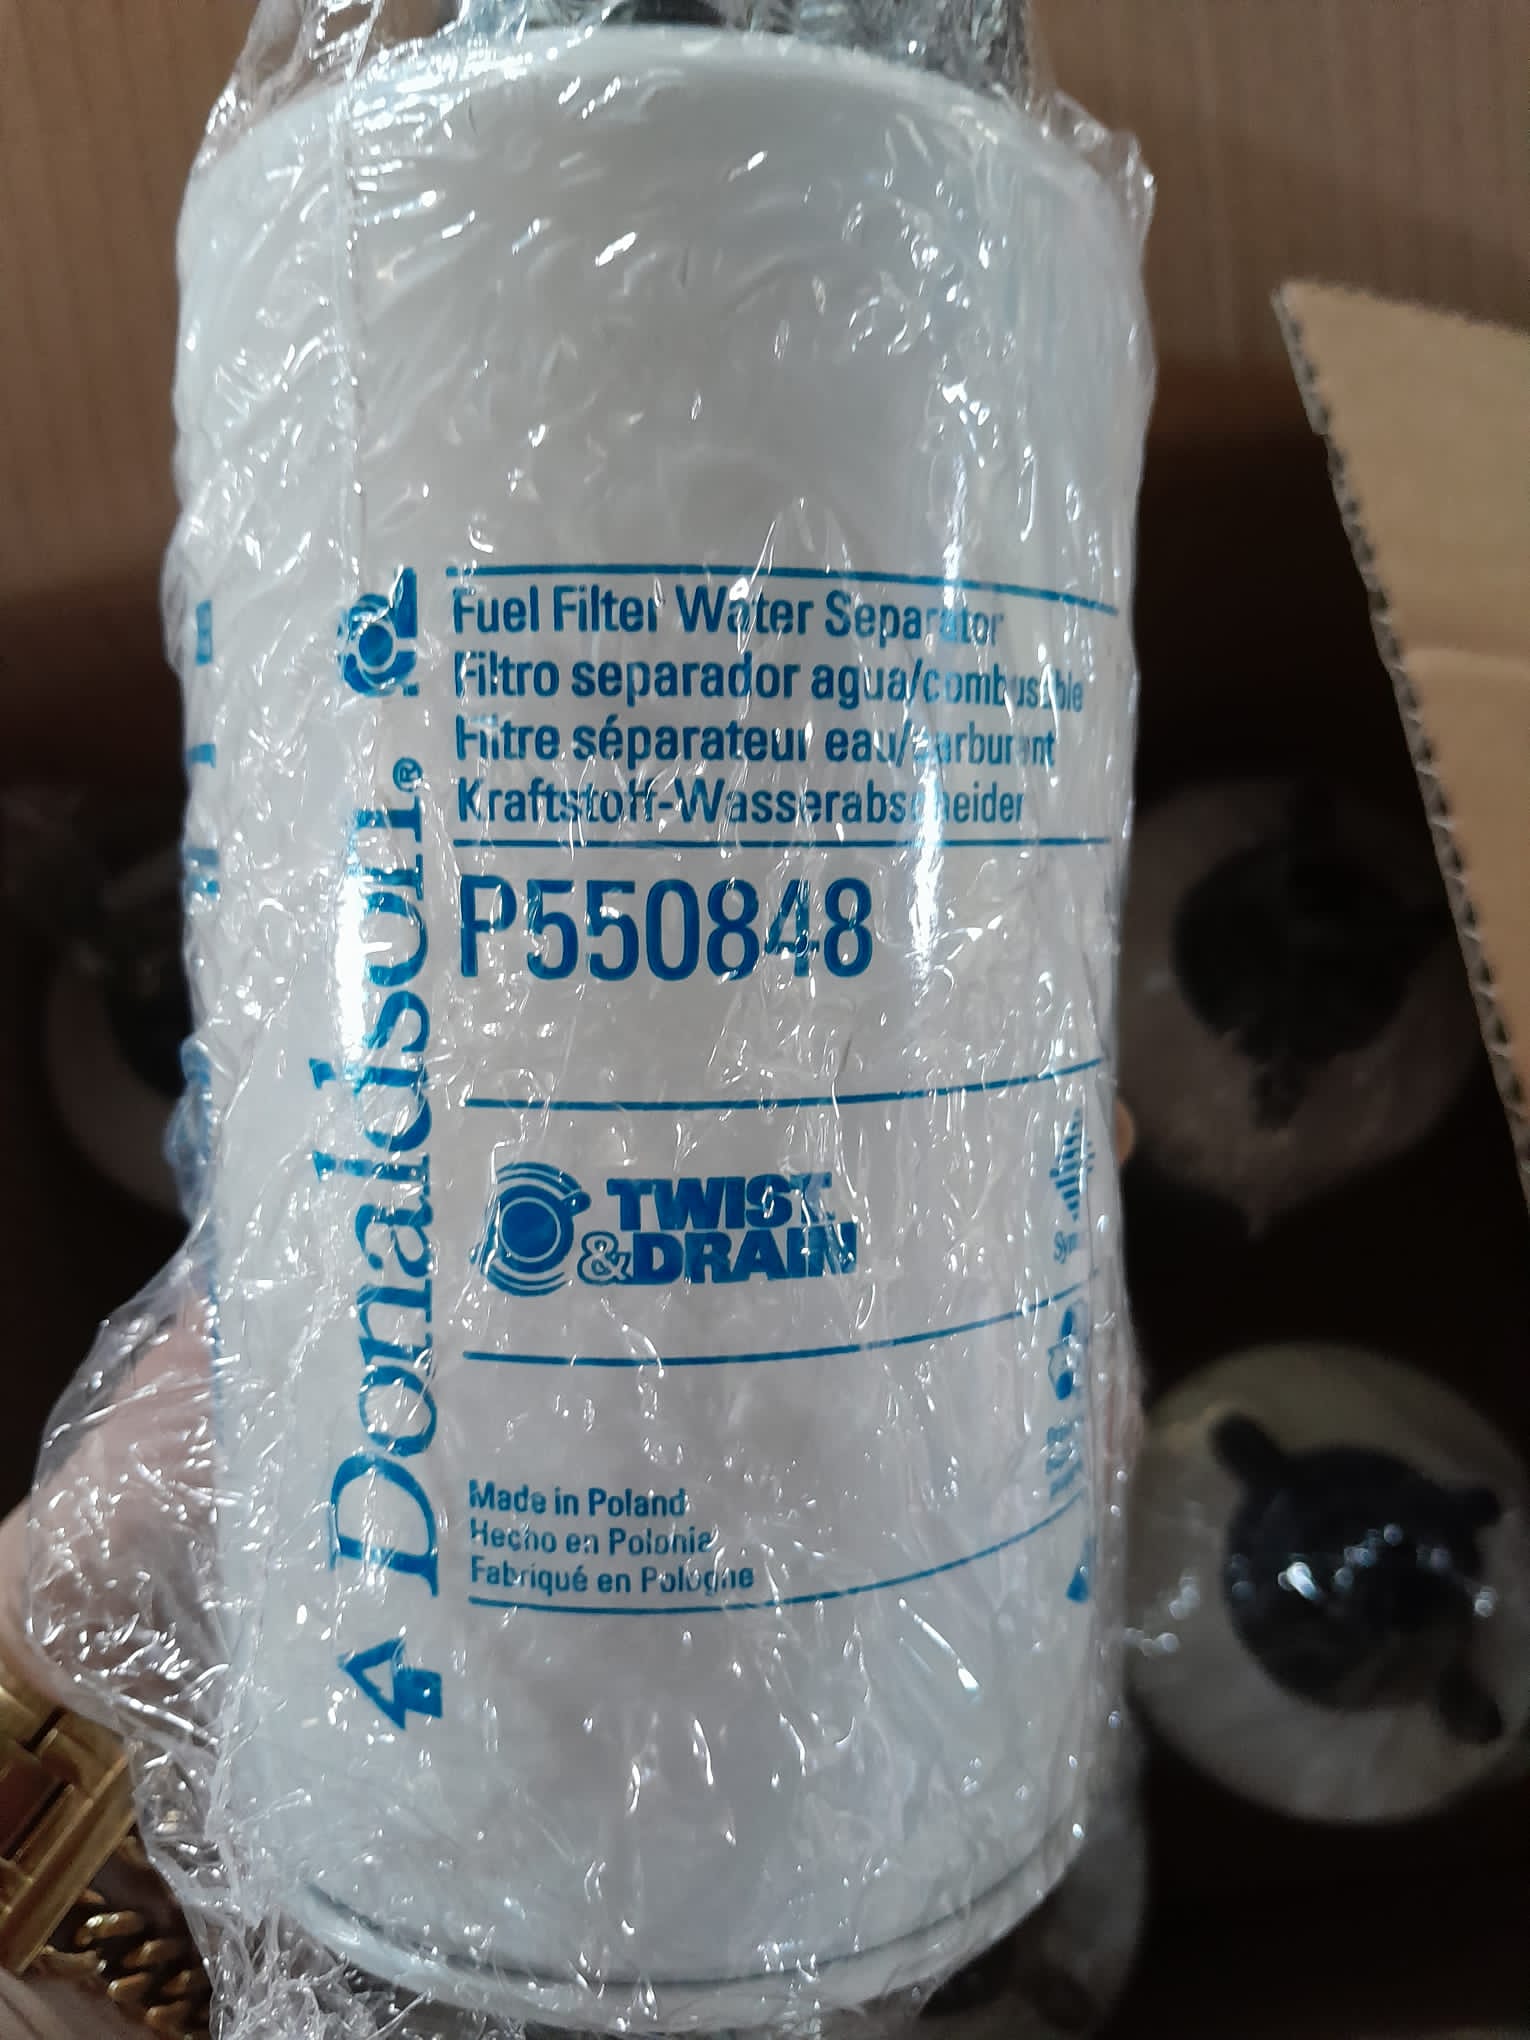 Donaldson®
Fuel Filter Water Separator
Filtro separador agua/combustible
Filtre séparateur eau/carburant
Kraftstoff-Wasserabscheider
P550848
TWIST
&DRAIN
Made in Poland
Hecho en Polonia
Fabriqué en Pologne